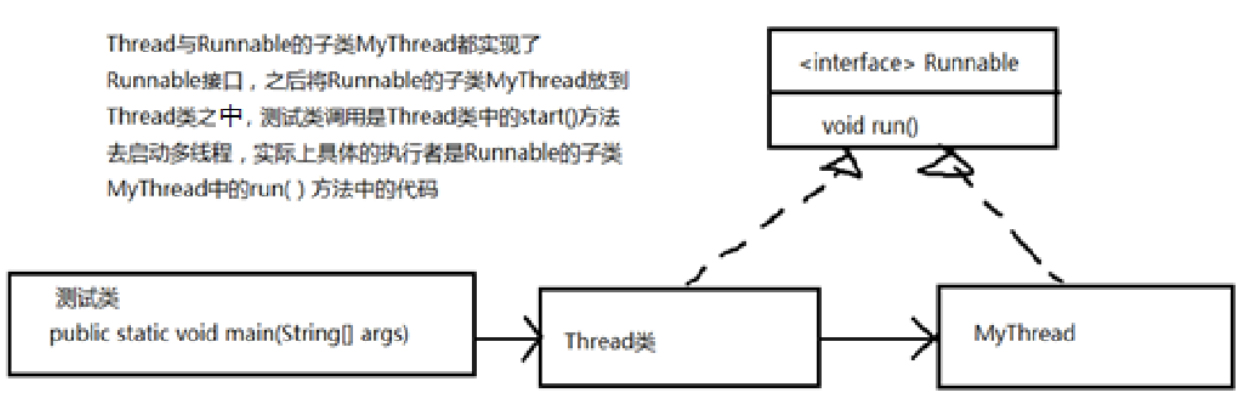 Thread与Runnable的子类MyThread都实现了
Runnable接口，之后将Runnable的子类MyThread放到
Thread类之中，测试类调用是Thread类中的start()方法
去启动多线程，实际上具体的执行者是Runnable的子类
MyThread中的run( ) 方法中的代码
<interface> Runnable
void run()
测试类
public static void main(String[] args)
Thread类
MyThread